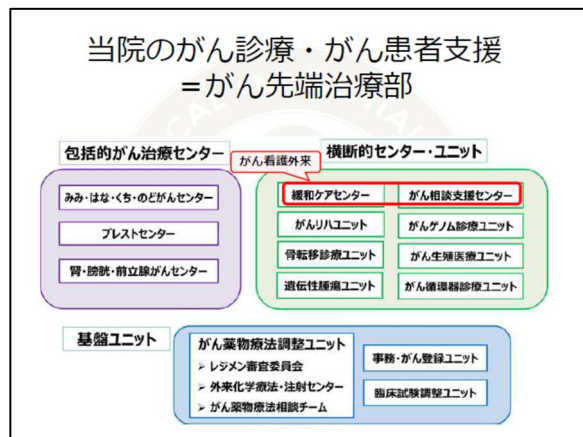 当院のがん診療・がん患者支援
＝がん先端治療部
包括的がん治療センター
がん看護外来
横断的センター・ユニット
みみ・はな・くち・のどがんセンター
ブレストセンター
腎・膀胱・前立腺がんセンター
緩和ケアセンター
がん相談支援センター
がんリハユニット
がんゲノム診療ユニット
骨転移診療ユニット
がん生殖医療ユニット
遺伝性腫瘍ユニット
がん循環器診療ユニット
基盤ユニット
がん薬物療法調整ユニット
➢ レジメン審査委員会
➢ 外来化学療法・注射センター
➢ がん薬物療法相談チーム
事務・がん登録ユニット
臨床試験調整ユニット